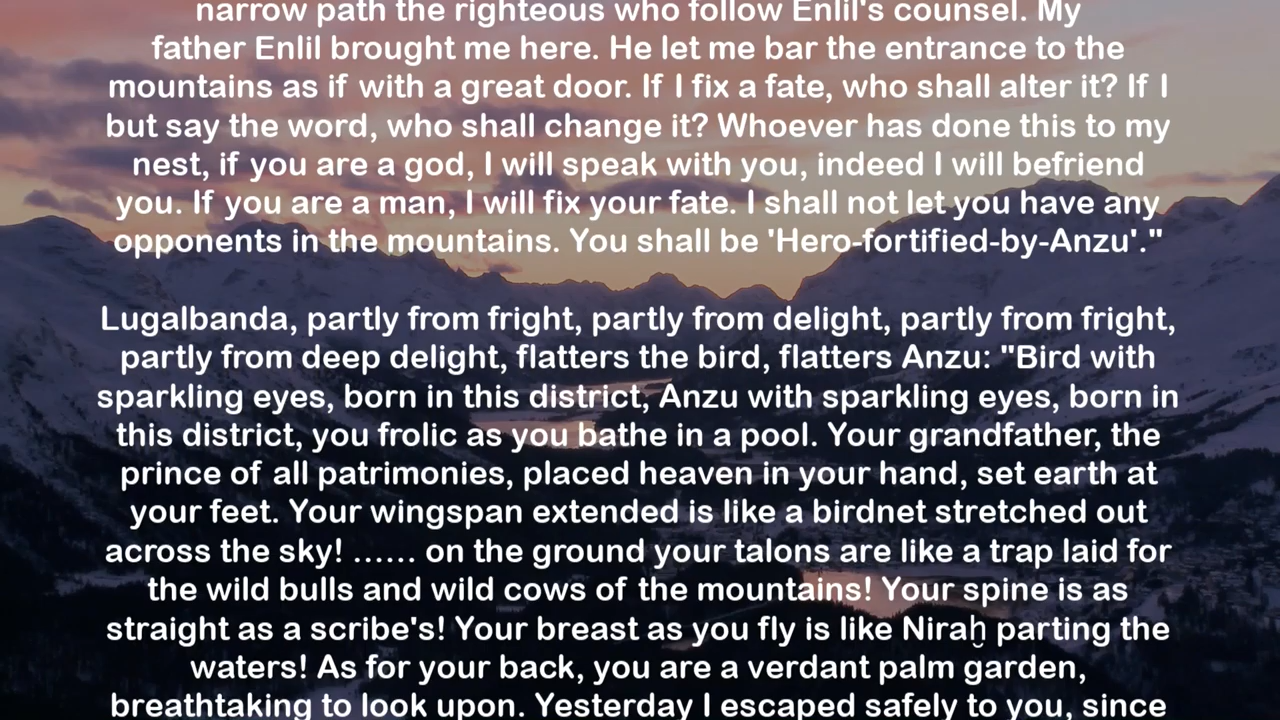 narrow path the righteous who follow Enlil's counsel. My
father Enlil brought me here. He let me bar the entrance to the
mountains as if with a great door. If I fix a fate, who shall alter it? If I
but say the word, who shall change it? Whoever has done this to my
nest, if you are a god, I will speak with you, indeed I will befriend
you. If you are a man, I will fix your fate. I shall not let you have any
opponents in the mountains. You shall be 'Hero-fortified-by-Anzu'."
Lugalbanda, partly from fright, partly from delight, partly from fright,
partly from deep delight, flatters the bird, flatters Anzu: "Bird with
sparkling eyes, born in this district, Anzu with sparkling eyes, born in
this district, you frolic as you bathe in a pool. Your grandfather, the
prince of all patrimonies, placed heaven in your hand, set earth at
your feet. Your wingspan extended is like a birdnet stretched out
across the sky! ...... on the ground your talons are like a trap laid for
the wild bulls and wild cows of the mountains! Your spine is as
straight as a scribe's! Your breast as you fly is like Niraḫ parting the
waters! As for your back, you are a verdant palm garden,
breathtaking to look upon. Yesterday I escaped safely to you, since